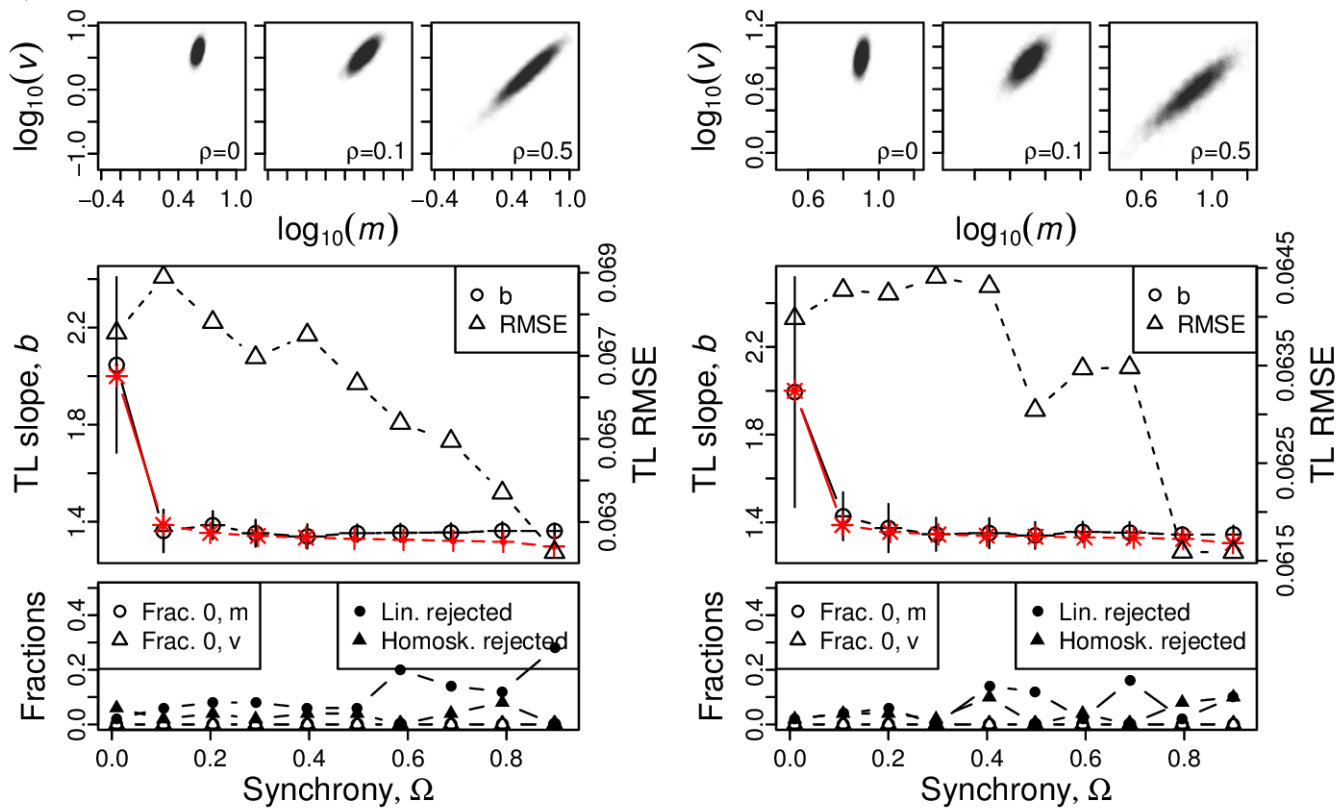 1.0
0.0
−1.0
log10(v)
ρ=0
ρ=0.1
ρ=0.5
−0.4
0.4
1.0
−0.4
0.4
1.0
log10(m)
1.2
0.6
0.0
log10(v)
ρ=0
ρ=0.1
ρ=0.5
0.6
1.0
0.6
1.0
log10(m)
2.2
1.8
1.4
TL slope, b
b
RMSE
0.069
0.067
0.065
0.063
TL RMSE
2.2
1.8
1.4
TL slope, b
b
RMSE
0.0645
0.0635
0.0625
0.0615
TL RMSE
0.4
0.2
0.0
Fractions
Frac. 0, m
Frac. 0, v
Lin. rejected
Homosk. rejected
0.0
0.2
0.4
0.6
0.8
Synchrony, Ω
0.4
0.2
0.0
Fractions
Frac. 0, m
Frac. 0, v
Lin. rejected
Homosk. rejected
0.0
0.2
0.4
0.6
0.8
Synchrony, Ω